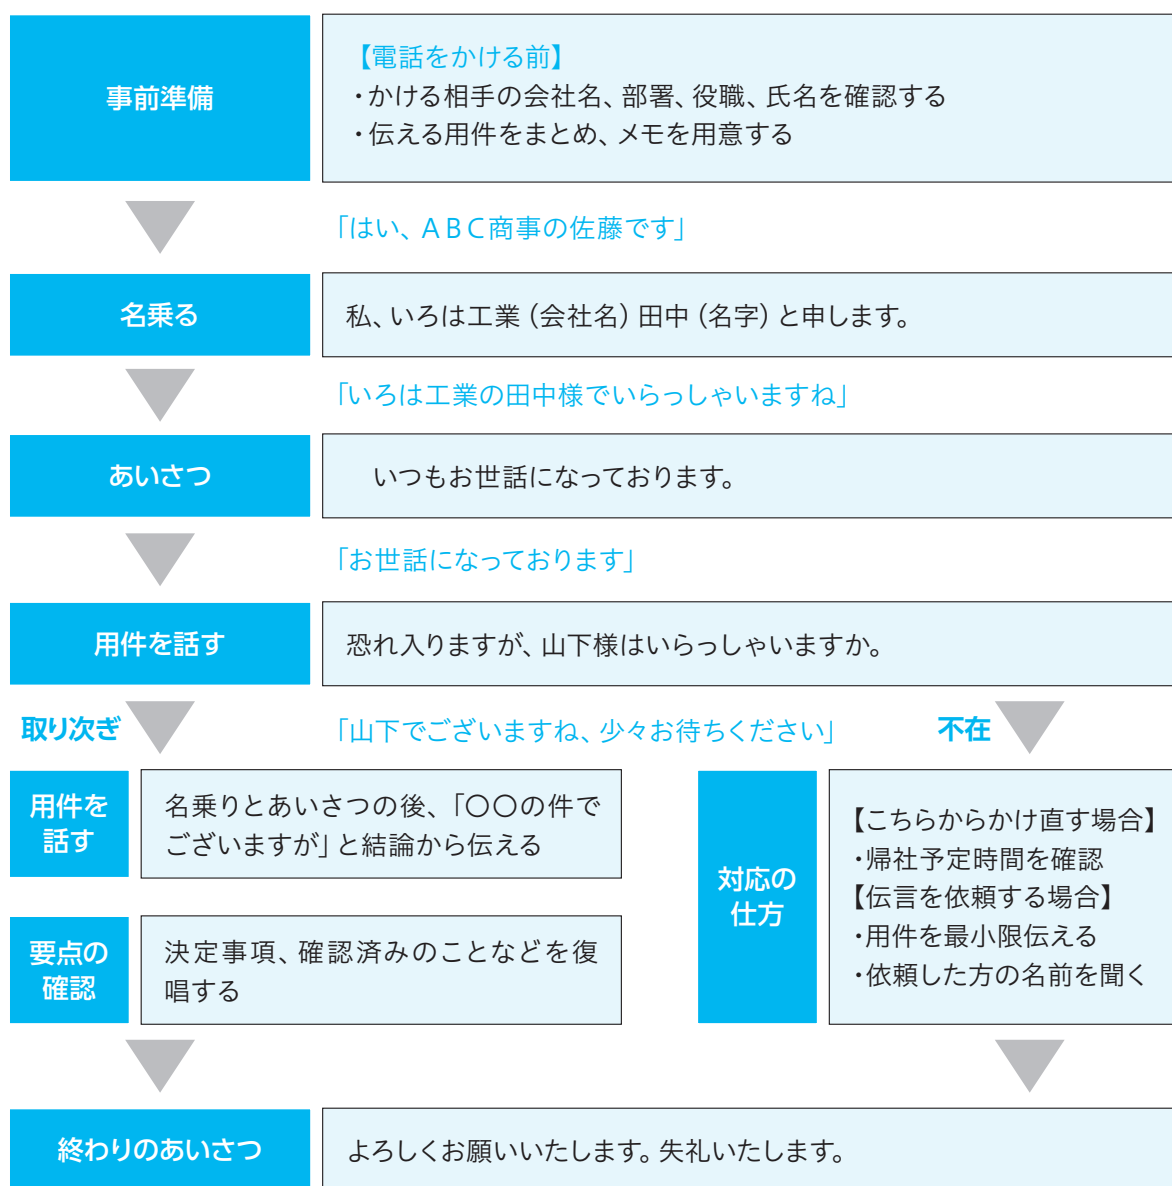 事前準備
【電話をかける前】
・かける相手の会社名、部署、役職、氏名を確認する
・伝える用件をまとめ、メモを用意する
「はい、ＡＢＣ商事の佐藤です」
名乗る
私、いろは工業（会社名）田中（名字）と申します。
「いろは工業の田中様でいらっしゃいますね」
あいさつ
いつもお世話になっております。
「お世話になっております」
用件を話す
恐れ入りますが、山下様はいらっしゃいますか。
取り次ぎ
「山下でございますね、少々お待ちください」
不在
用件を
話す
名乗りとあいさつの後、「〇〇の件で
ございますが」と結論から伝える
要点の
確認
決定事項、確認済みのことなどを復
唱する
対応の
仕方
【こちらからかけ直す場合】
・帰社予定時間を確認
【伝言を依頼する場合】
・用件を最小限伝える
・依頼した方の名前を聞く
終わりのあいさつ
よろしくお願いいたします。失礼いたします。